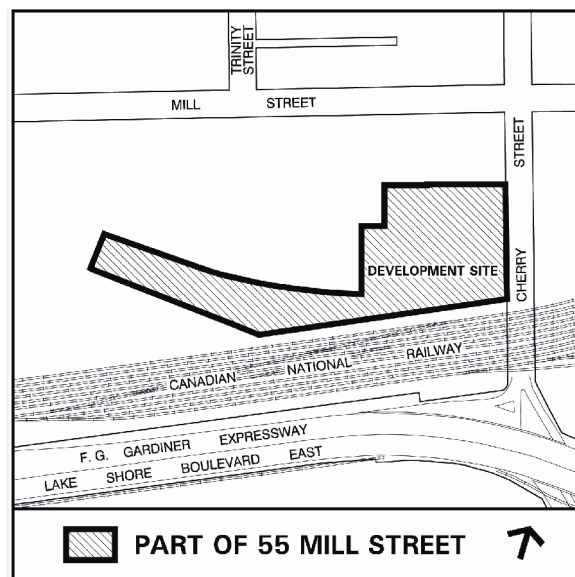 TRINITY
STREET
MILL STREET
STREET
CHERRY
DEVELOPMENT SITE
CANADIAN NATIONAL RAILWAY
F. G. GARDINER EXPRESSWAY
LAKE SHORE BOULEVARD EAST
PART OF 55 MILL STREET